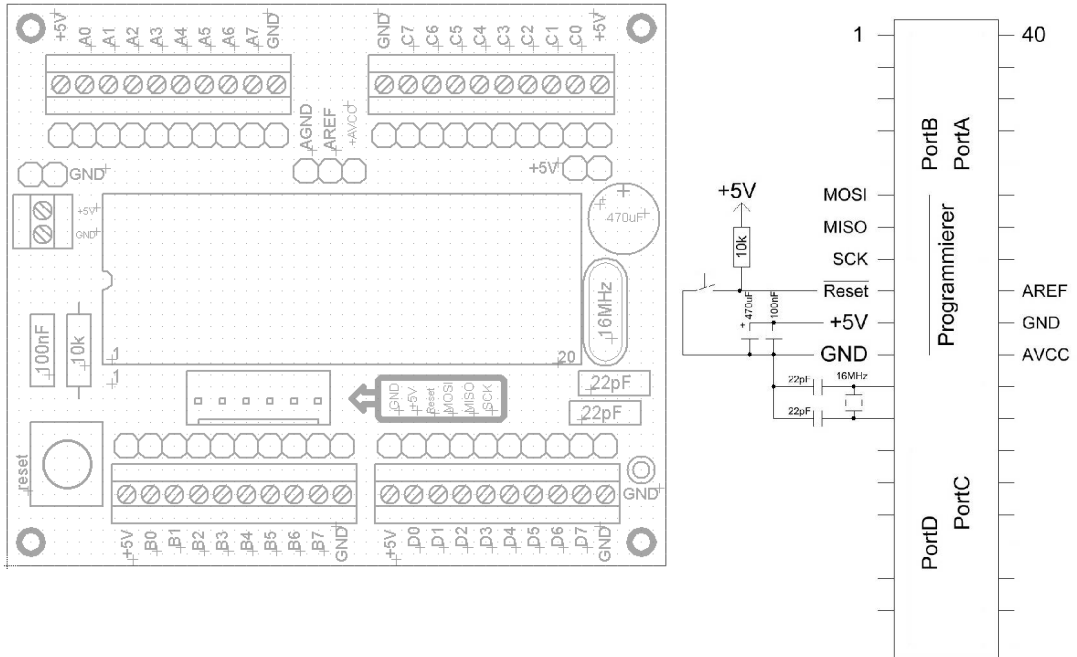 +5V A0 A1 A2 A3 A4 A5 A6 A7 GND
GND C7 C6 C5 C4 C3 C2 C1 C0 +5V
AGND AREF +AVCC
GND
+5V
+5V
GND
+ 470uF
16MHz
100nF
10k
1
1
20
GND +5V Reset MOSI MISO SCK
22pF
22pF
reset
GND
+5V B0 B1 B2 B3 B4 B5 B6 B7 GND
+5V D0 D1 D2 D3 D4 D5 D6 D7 GND
1
40
PortB
PortA
+5V
10k
MOSI
MISO
SCK
Reset
+5V
GND
Programmierer
AREF
GND
AVCC
+ 470uF
100nF
22pF
16MHz
22pF
PortD
PortC